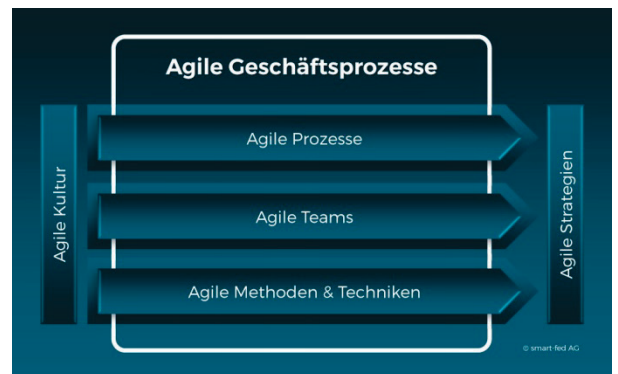 Agile Geschäftsprozesse
Agile Kultur
Agile Prozesse
Agile Teams
Agile Methoden & Techniken
Agile Strategien
© smart-fed AG